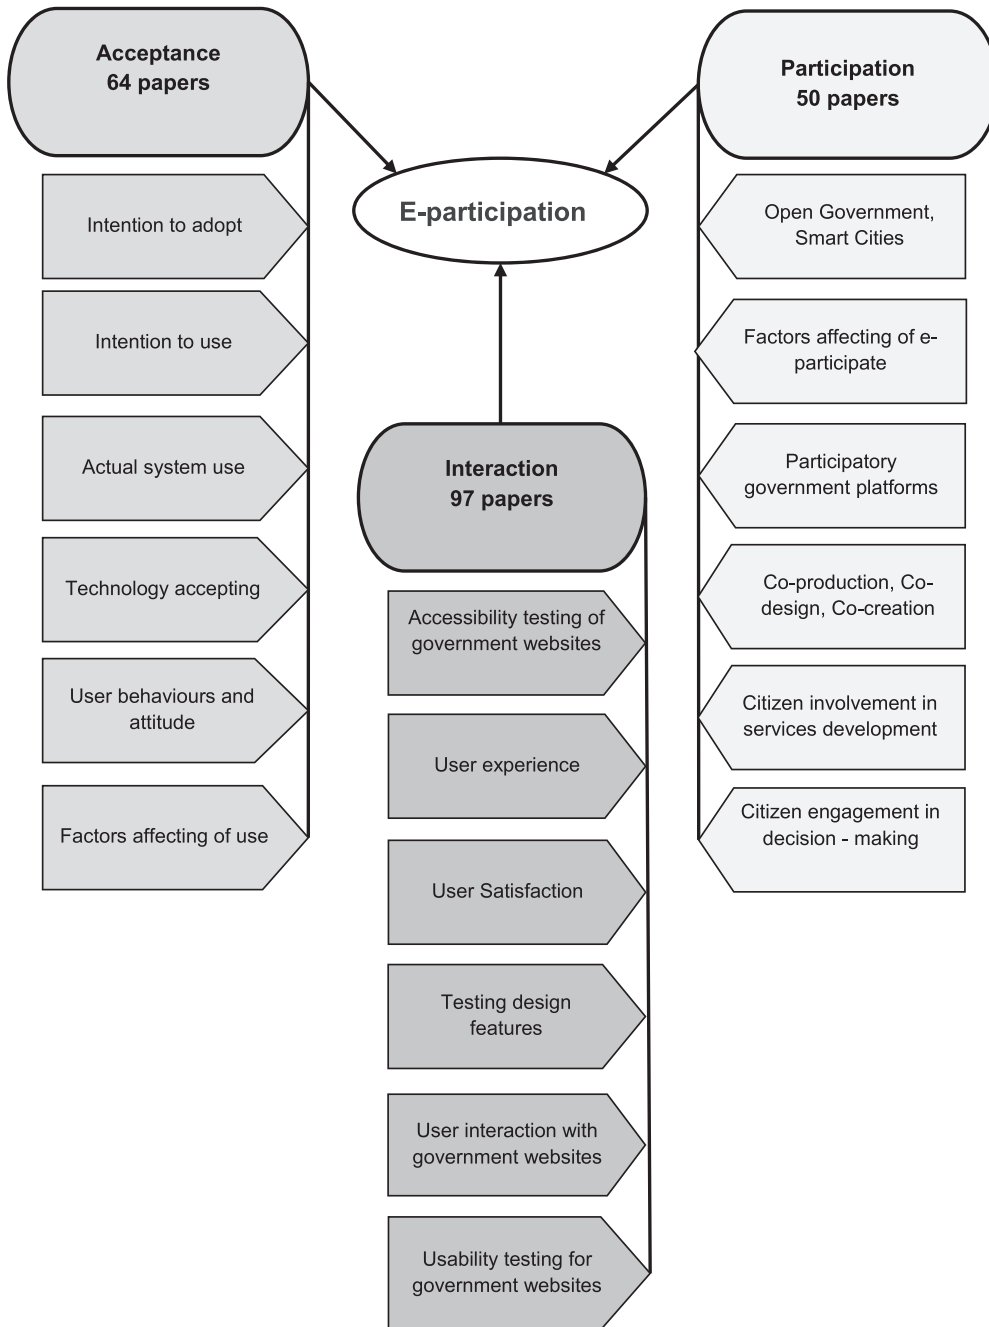 Acceptance
64 papers
Intention to adopt
Intention to use
Actual system use
Technology accepting
User behaviours and
attitude
Factors affecting of use
E-participation
Interaction
97 papers
Accessibility testing of
government websites
User experience
User Satisfaction
Testing design
features
User interaction with
government websites
Usability testing for
government websites
Participation
50 papers
Open Government,
Smart Cities
Factors affecting of e-
participate
Participatory
government platforms
Co-production, Co-
design, Co-creation
Citizen involvement in
services development
Citizen engagement in
decision - making